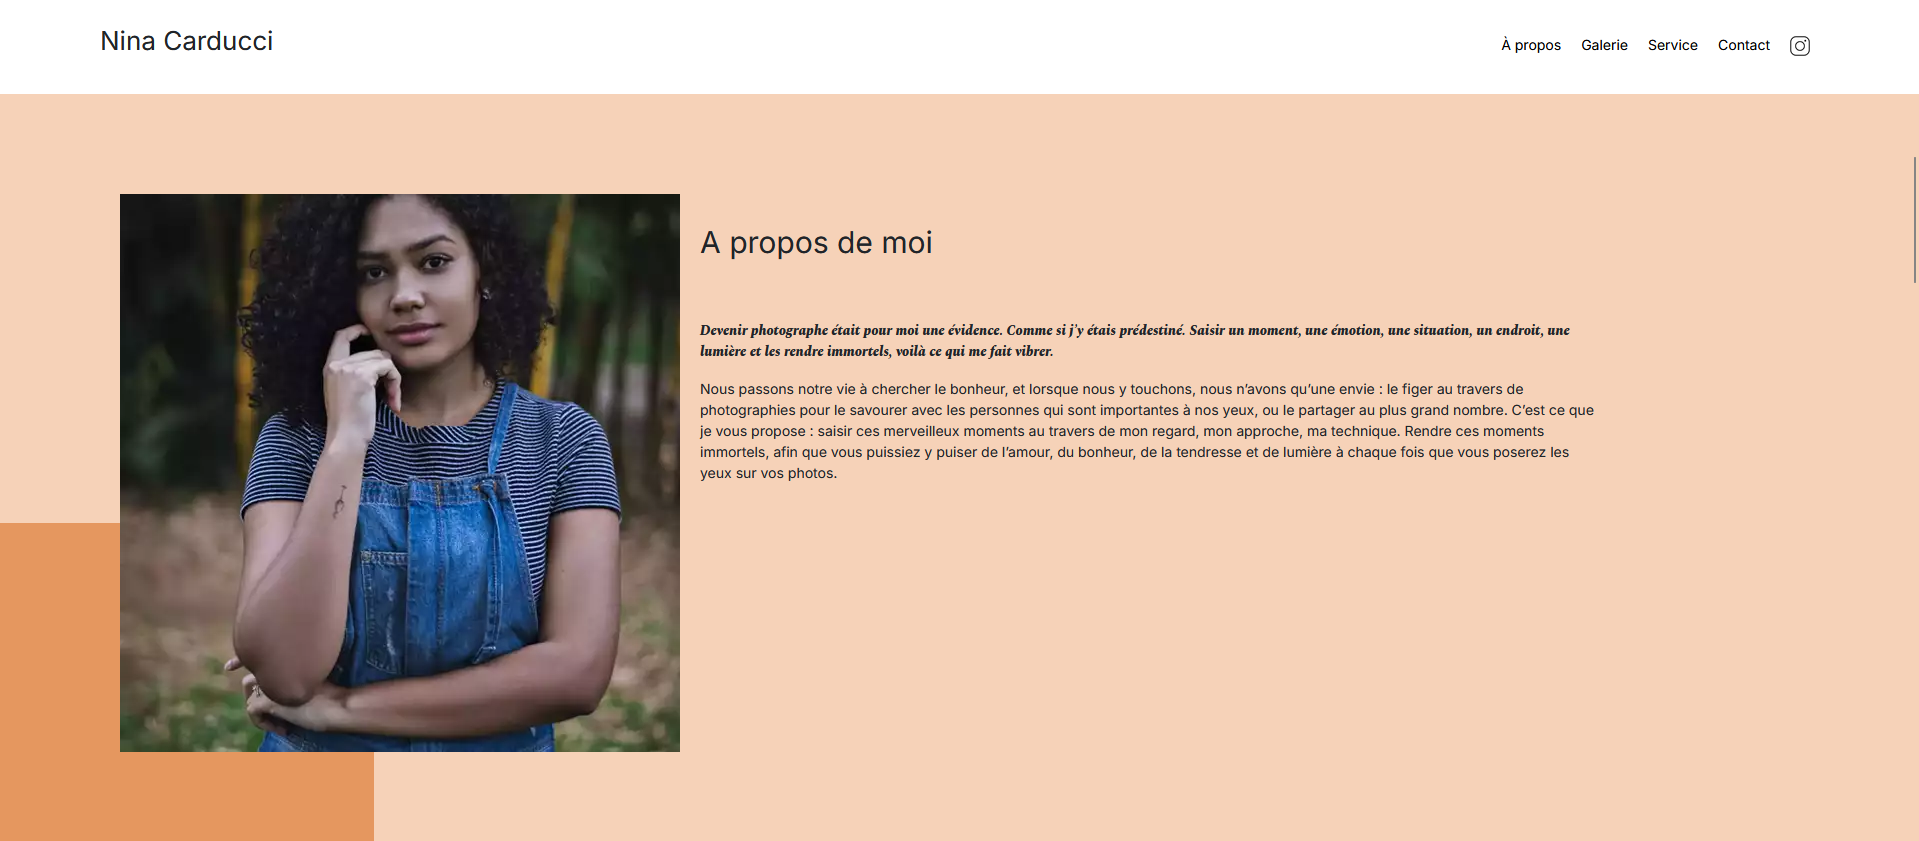 Nina Carducci
À propos Galerie Service Contact
A propos de moi
Devenir photographe était pour moi une évidence. Comme si j’y étais prédestiné. Saisir un moment, une émotion, une situation, un endroit, une
lumière et les rendre immortels, voilà ce qui me fait vibrer.
Nous passons notre vie à chercher le bonheur, et lorsque nous y touchons, nous n’avons qu’une envie : le figer au travers de
photographies pour le savourer avec les personnes qui sont importantes à nos yeux, ou le partager au plus grand nombre. C’est ce que
je vous propose : saisir ces merveilleux moments au travers de mon regard, mon approche, ma technique. Rendre ces moments
immortels, afin que vous puissiez y puiser de l’amour, du bonheur, de la tendresse et de lumière à chaque fois que vous poserez les
yeux sur vos photos.